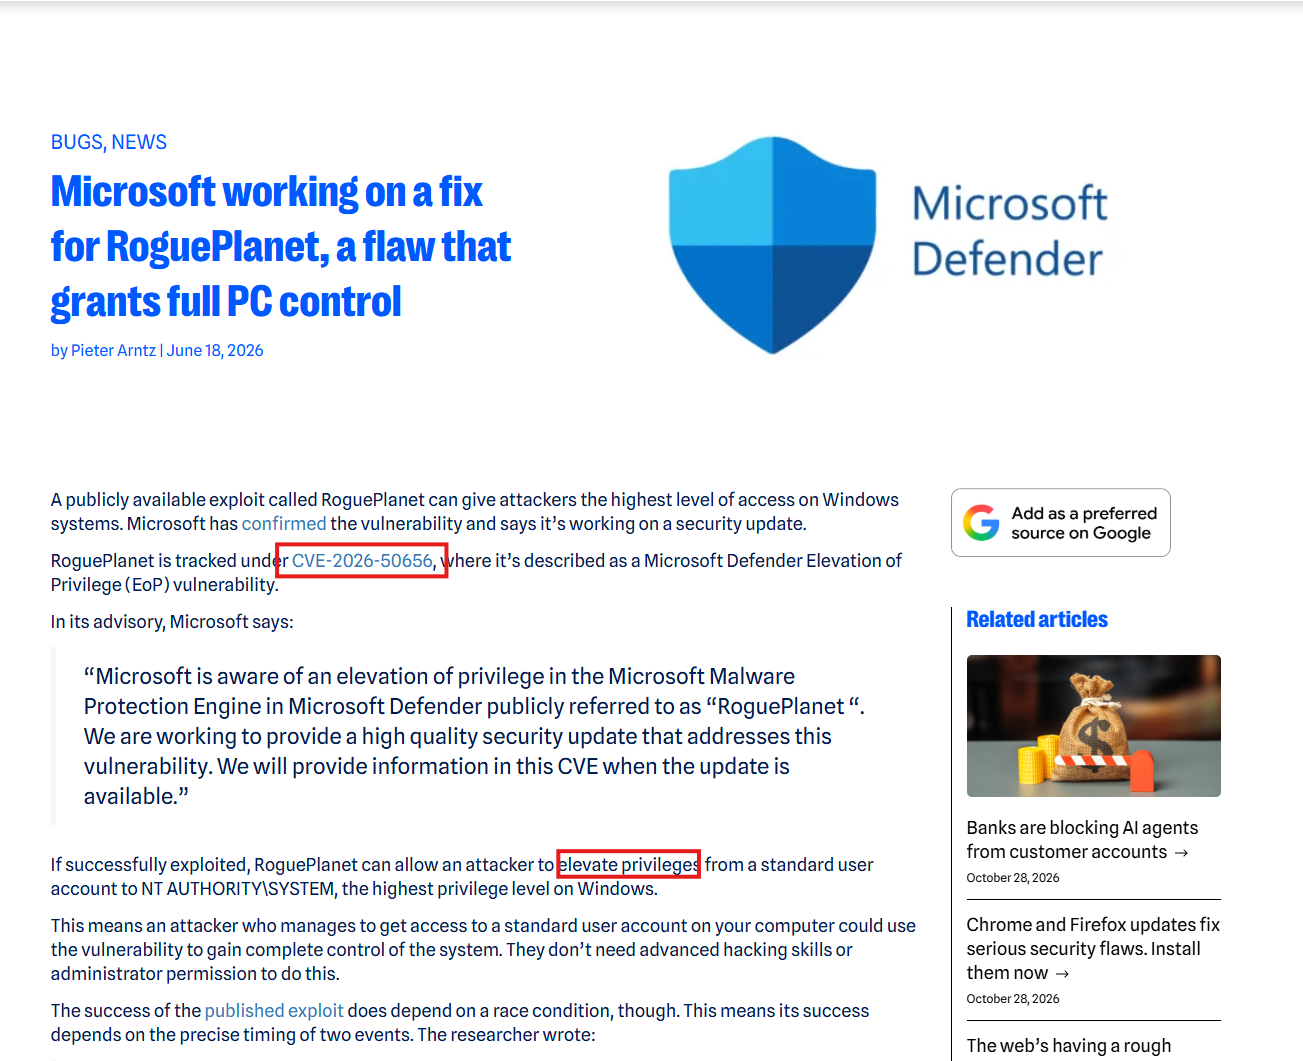 BUGS, NEWS
Microsoft working on a fix
for RoguePlanet, a flaw that
grants full PC control
by Pieter Arntz | June 18, 2026
Microsoft
Defender
A publicly available exploit called RoguePlanet can give attackers the highest level of access on Windows
systems. Microsoft has confirmed the vulnerability and says it’s working on a security update.
RoguePlanet is tracked under CVE-2026-50656, where it’s described as a Microsoft Defender Elevation of
Privilege (EoP) vulnerability.
In its advisory, Microsoft says:
“Microsoft is aware of an elevation of privilege in the Microsoft Malware
Protection Engine in Microsoft Defender publicly referred to as “RoguePlanet “.
We are working to provide a high quality security update that addresses this
vulnerability. We will provide information in this CVE when the update is
available.”
If successfully exploited, RoguePlanet can allow an attacker to elevate privileges from a standard user
account to NT AUTHORITY\SYSTEM, the highest privilege level on Windows.
This means an attacker who manages to get access to a standard user account on your computer could use
the vulnerability to gain complete control of the system. They don’t need advanced hacking skills or
administrator permission to do this.
The success of the published exploit does depend on a race condition, though. This means its success
depends on the precise timing of two events. The researcher wrote:
Add as a preferred
source on Google
Related articles
$
Banks are blocking AI agents
from customer accounts →
October 28, 2026
Chrome and Firefox updates fix
serious security flaws. Install
them now →
October 28, 2026
The web’s having a rough